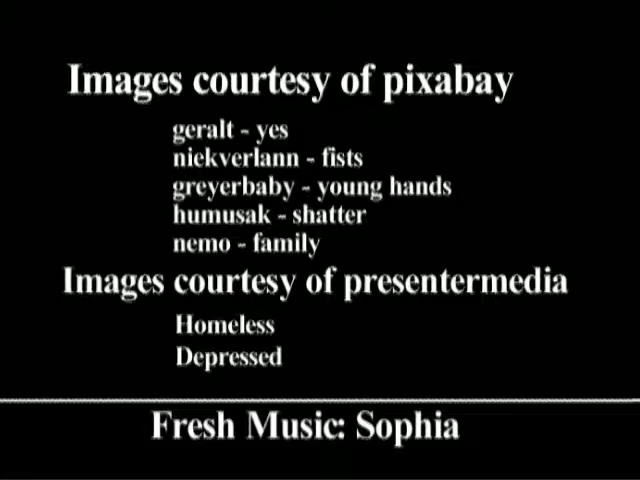 Images courtesy of pixabay
geralt - yes
niekverlann - fists
greyerbaby - young hands
humusak - shatter
nemo - family
Images courtesy of presentermedia
Homeless
Depressed
Fresh Music: Sophia